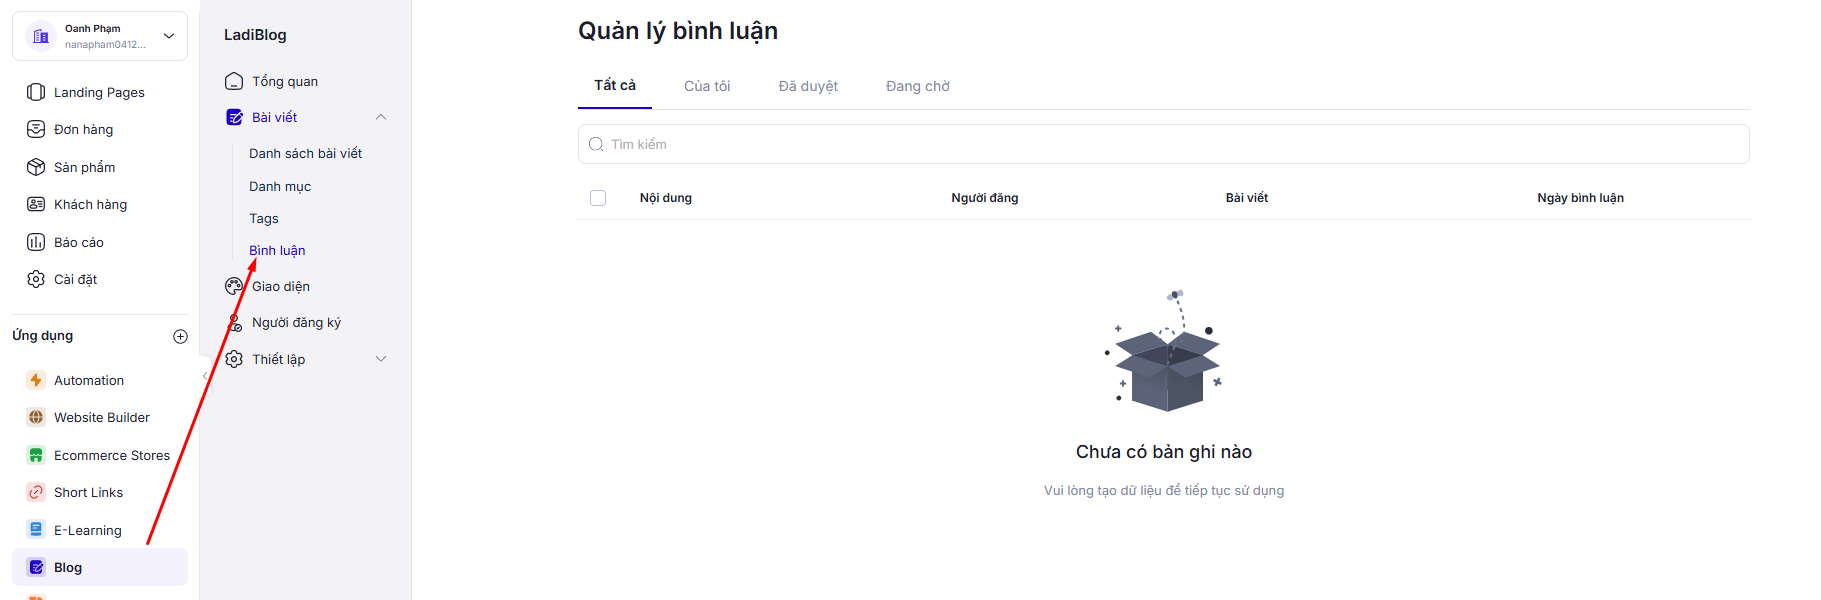 Oanh Phạm
nanapham0412...
Landing Pages
Đơn hàng
Sản phẩm
Khách hàng
Báo cáo
Cài đặt
Ứng dụng
Automation
Website Builder
Ecommerce Stores
Short Links
E-Learning
Blog
LadiBlog
Tổng quan
Bài viết
Danh sách bài viết
Danh mục
Tags
Bình luận
Giao diện
Người đăng ký
Thiết lập
Quản lý bình luận
Tất cả Của tôi Đã duyệt Đang chờ
Tìm kiếm
Nội dung Người đăng Bài viết Ngày bình luận
Chưa có bản ghi nào
Vui lòng tạo dữ liệu để tiếp tục sử dụng